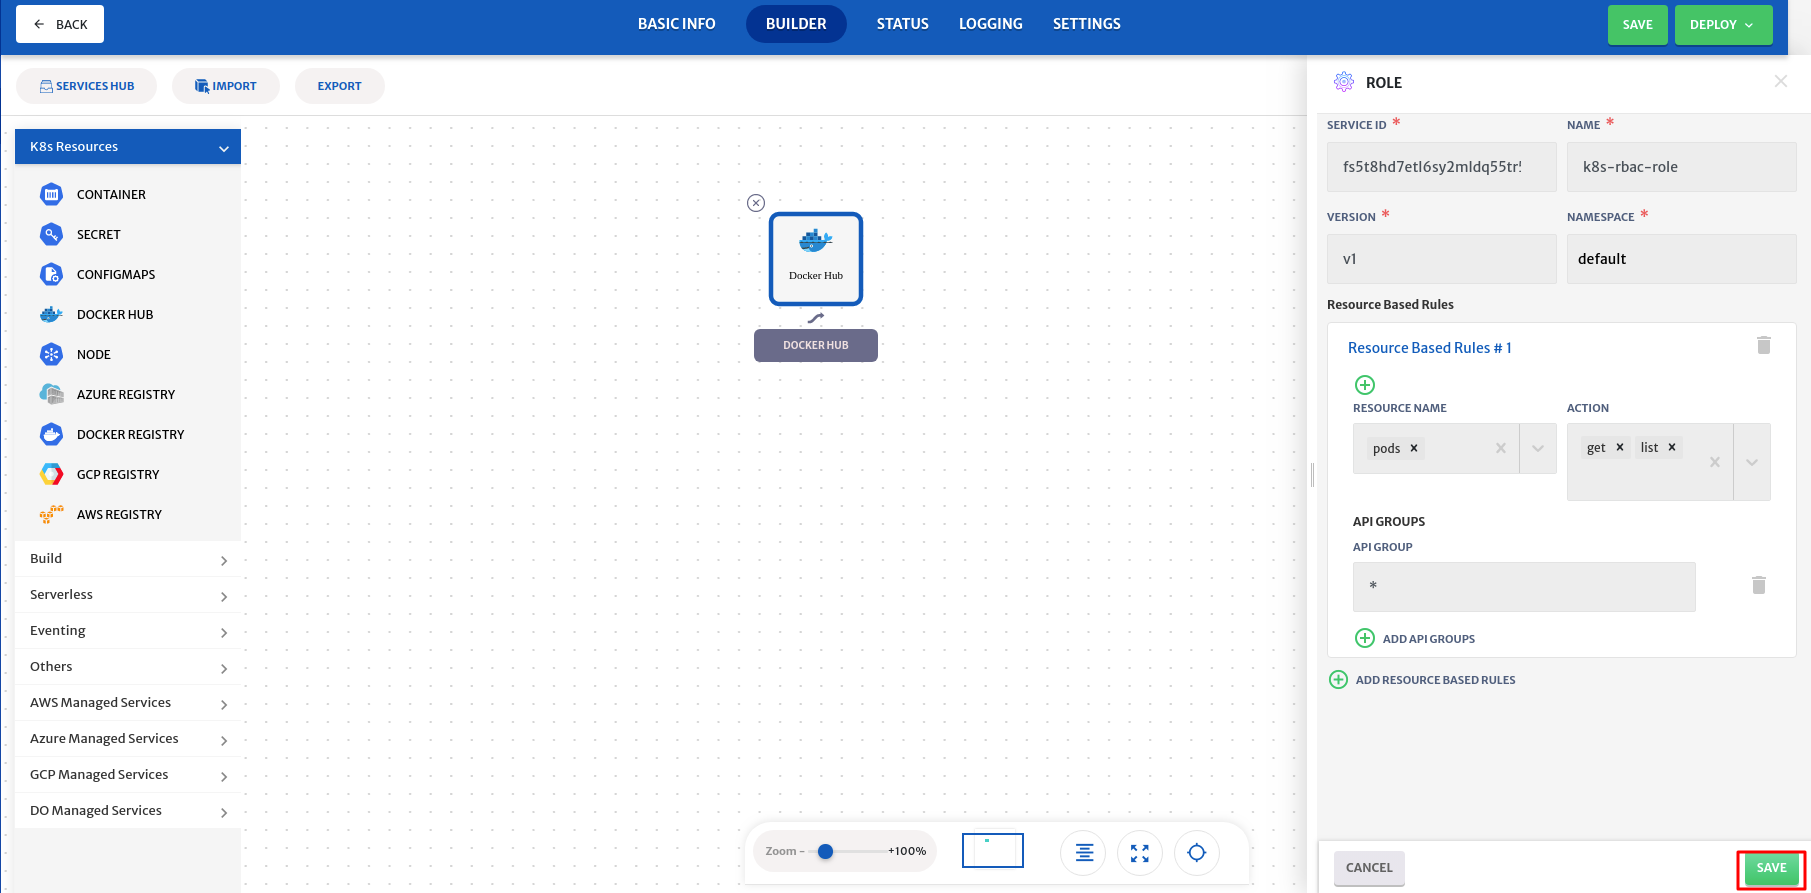 BACK
BASIC INFO
BUILDER
STATUS
LOGGING
SETTINGS
SAVE
DEPLOY
SERVICES HUB
IMPORT
EXPORT
K8s Resources
CONTAINER
SECRET
CONFIGMAPS
DOCKER HUB
NODE
AZURE REGISTRY
DOCKER REGISTRY
GCP REGISTRY
AWS REGISTRY
Build
Serverless
Eventing
Others
AWS Managed Services
Azure Managed Services
GCP Managed Services
DO Managed Services
Docker Hub
DOCKER HUB
Zoom - +100%
ROLE
SERVICE ID *
NAME *
fs5t8hd7etl6sy2mldq55tr!
k8s-rbac-role
VERSION *
NAMESPACE *
v1
default
Resource Based Rules
Resource Based Rules # 1
RESOURCE NAME
ACTION
pods
get
list
API GROUPS
API GROUP
*
ADD API GROUPS
ADD RESOURCE BASED RULES
CANCEL
SAVE